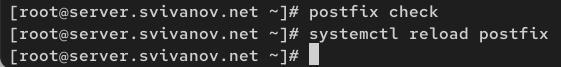 [root@server.svivanov.net ~]# postfix check
[root@server.svivanov.net ~]# systemctl reload postfix
[root@server.svivanov.net ~]#